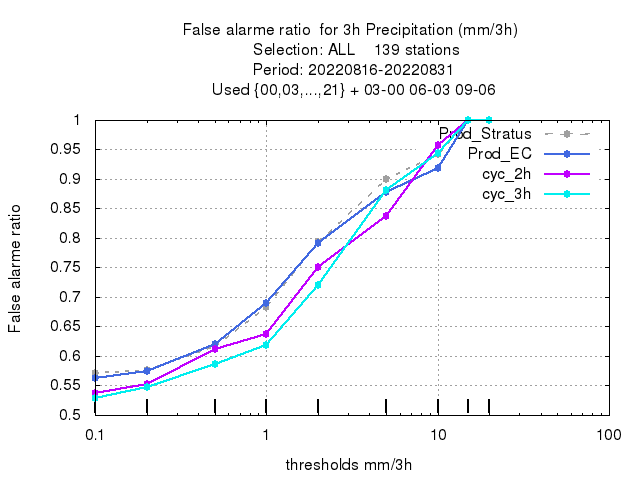 False alarme ratio  for 3h Precipitation (mm/3h)
Selection: ALL    139 stations
Period: 20220816-20220831
Used {00,03,...,21} + 03-00 06-03 09-06
1
0.95
0.9
0.85
0.8
0.75
0.7
0.65
0.6
0.55
0.5
False alarme ratio
Prod_Stratus
Prod_EC
cyc_2h
cyc_3h
0.1 1 10 100
thresholds mm/3h